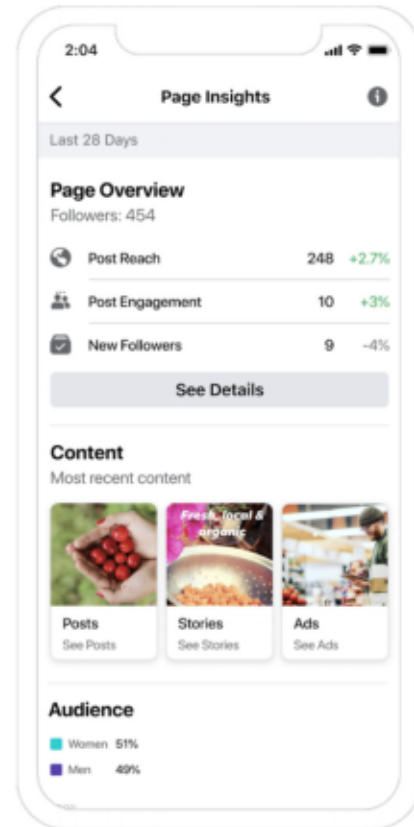 2:04
Page Insights
Last 28 Days
Page Overview
Followers: 454
Post Reach 248 +2.7%
Post Engagement 10 +3%
New Followers 9 -4%
See Details
Content
Most recent content
Fresh, local &
organic
Posts Stories Ads
See Posts See Stories See Ads
Audience
Women 51%
Men 49%